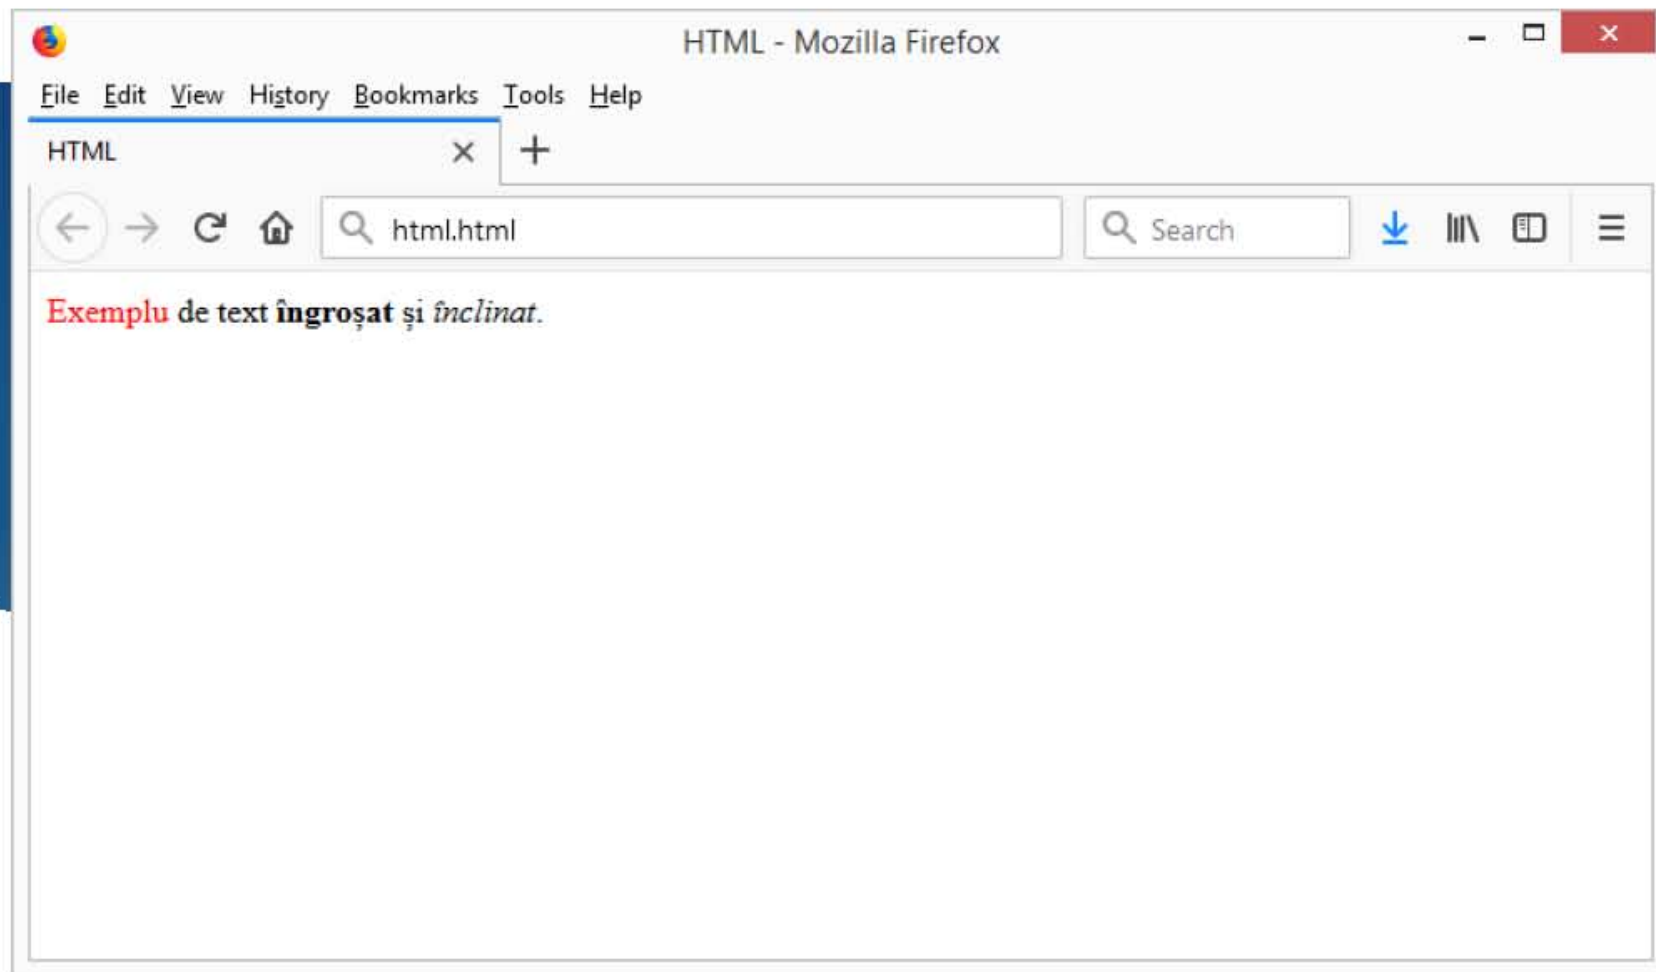 HTML - Mozilla Firefox
File Edit View History Bookmarks Tools Help
HTML
html.html Search
Exemplu de text îngroșat și înclinat.